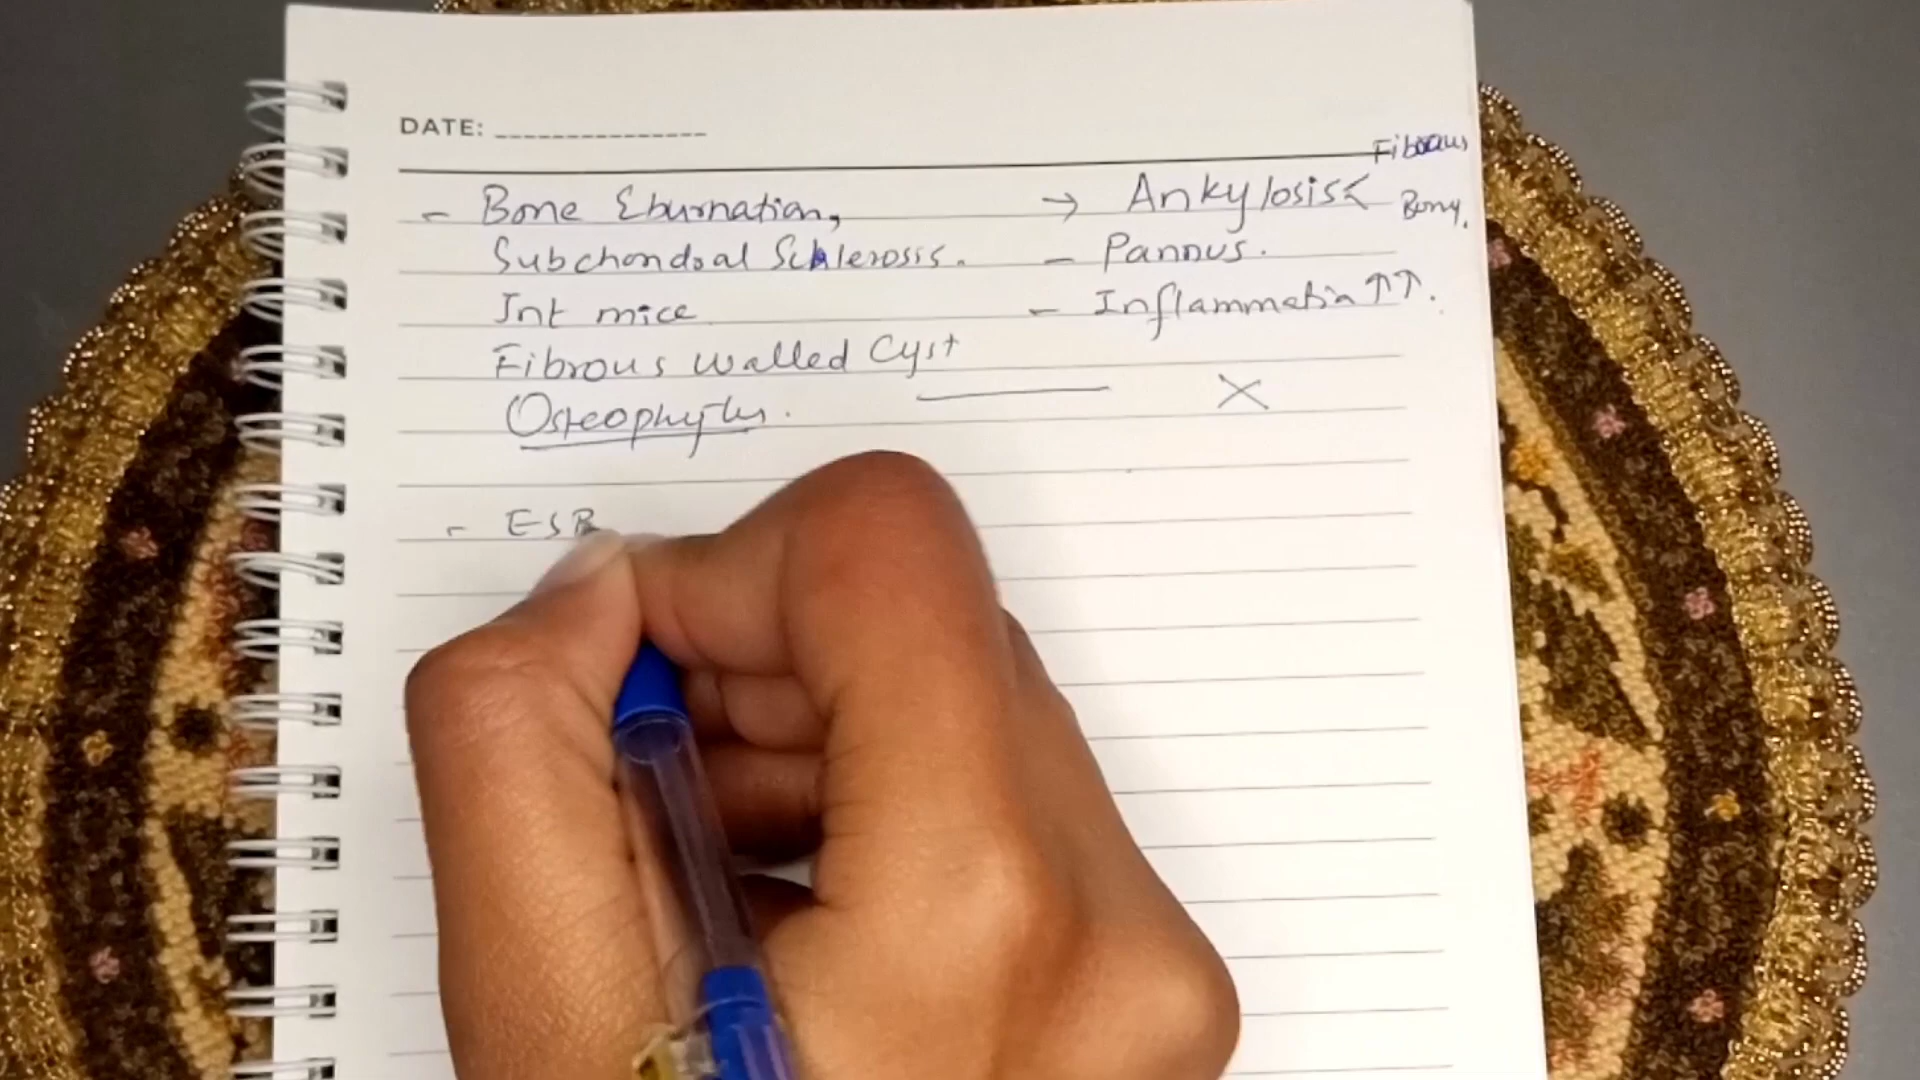 DATE:
- Bone Eburnation,
Subchondral Sclerosis.
Jnt mice
Fibrous walled Cyst
Osteophytes.
- ESR
→ Ankylosis <
Fibrous
Bony.
- Pannus.
- Inflammation ↑↑.
— X